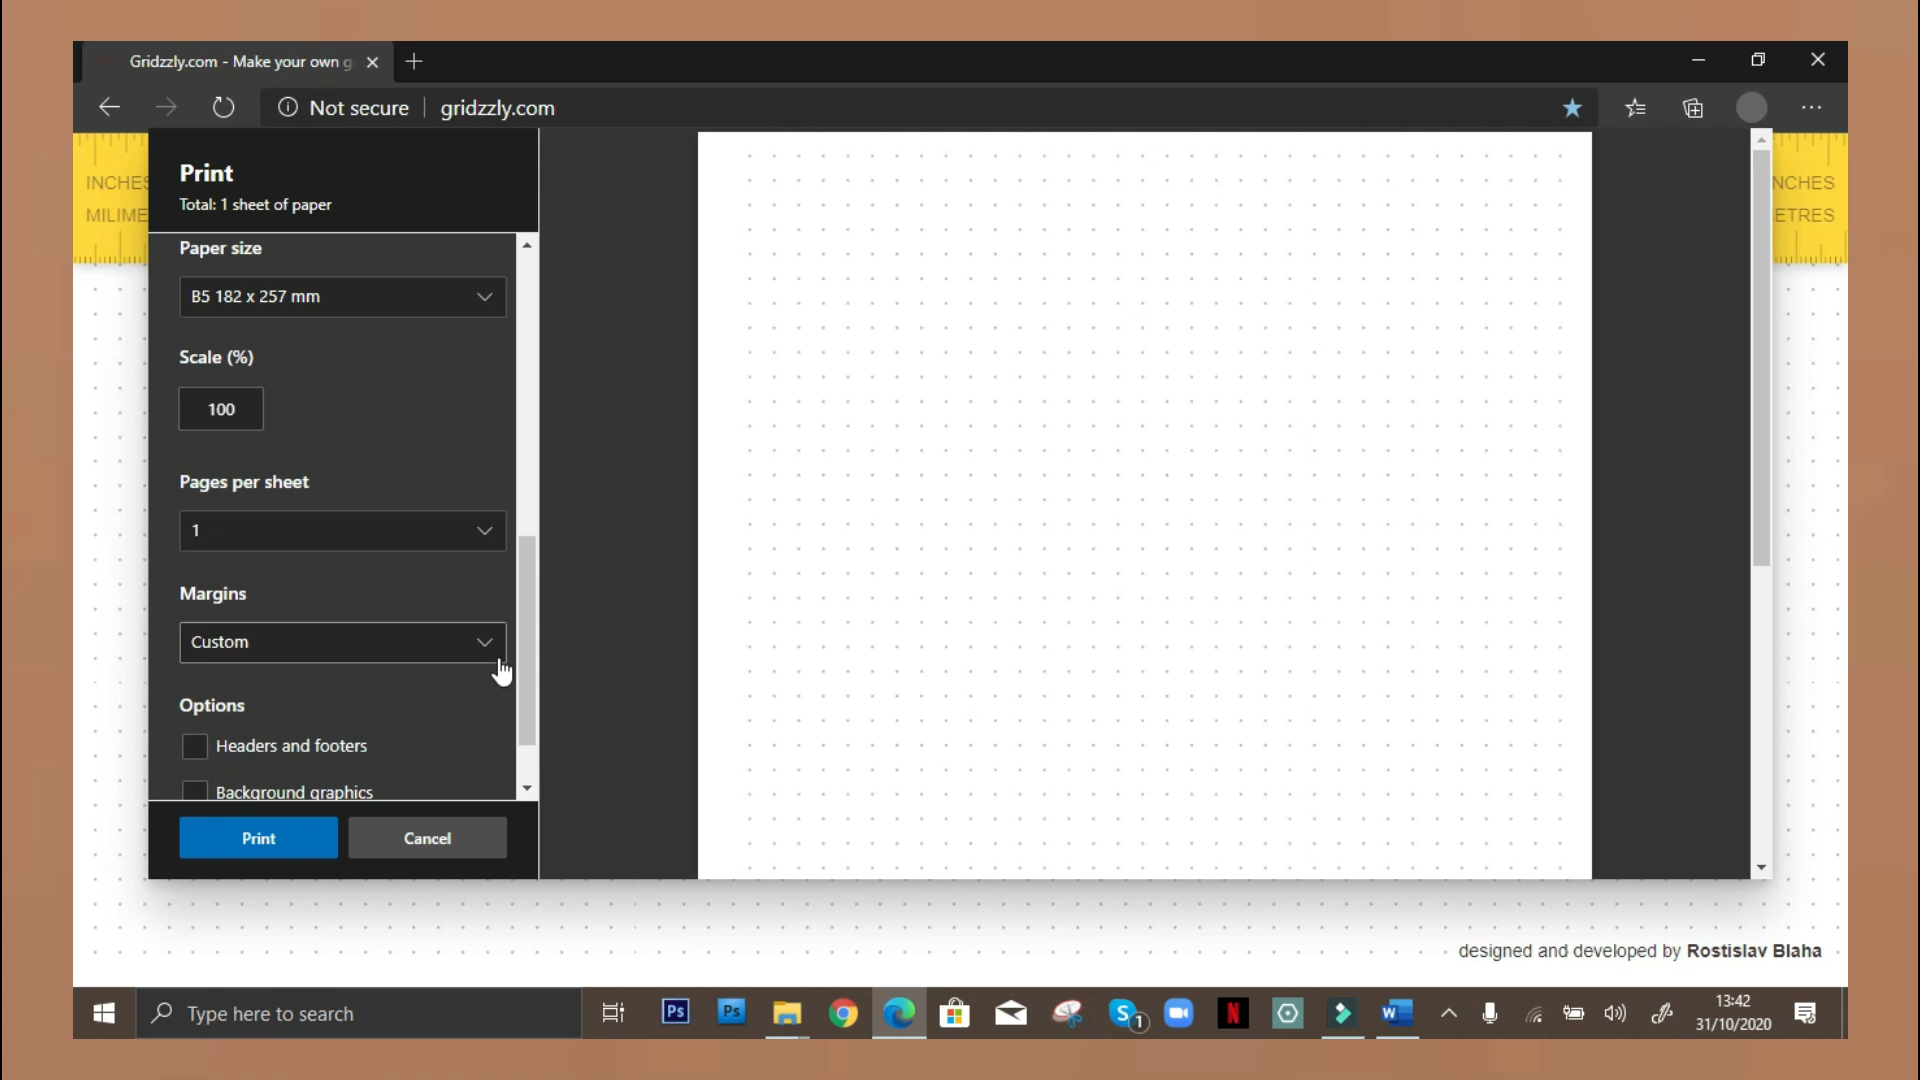 Gridzzly.com - Make your own g
Not secure
gridzzly.com
INCHES
MILIME
NCHES
ETRES
Print
Total: 1 sheet of paper
Paper size
B5 182 x 257 mm
Scale (%)
100
Pages per sheet
1
Margins
Custom
Options
Headers and footers
Background graphics
Print
Cancel
designed and developed by Rostislav Blaha
Type here to search
Ps
Ps
S
1
N
W
13:42
31/10/2020